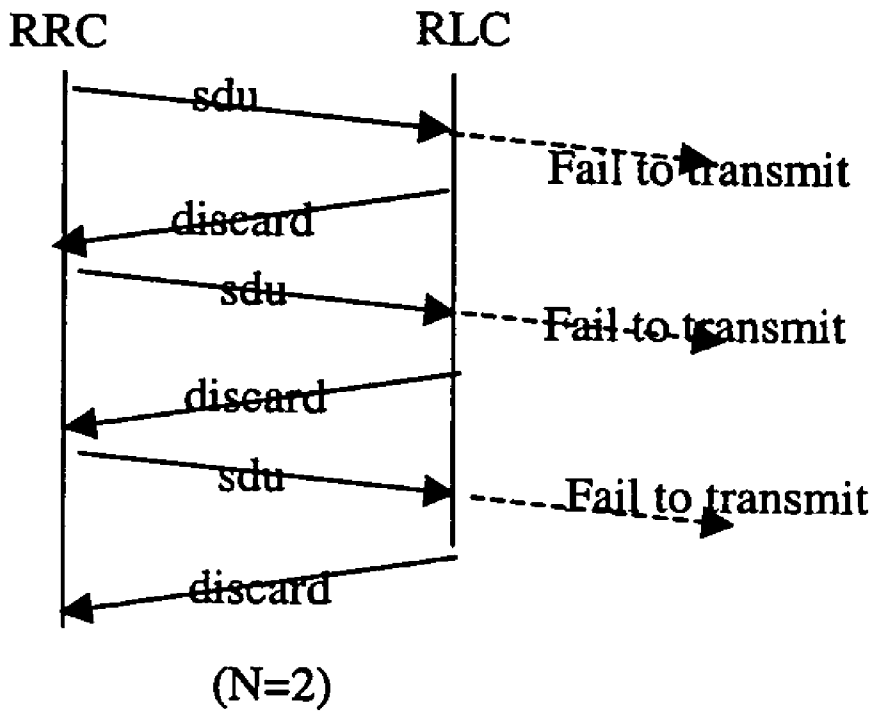 RRC RLC
sdu
Fail to transmit
discard
sdu
Fail to transmit
discard
sdu
Fail to transmit
discard
(N=2)